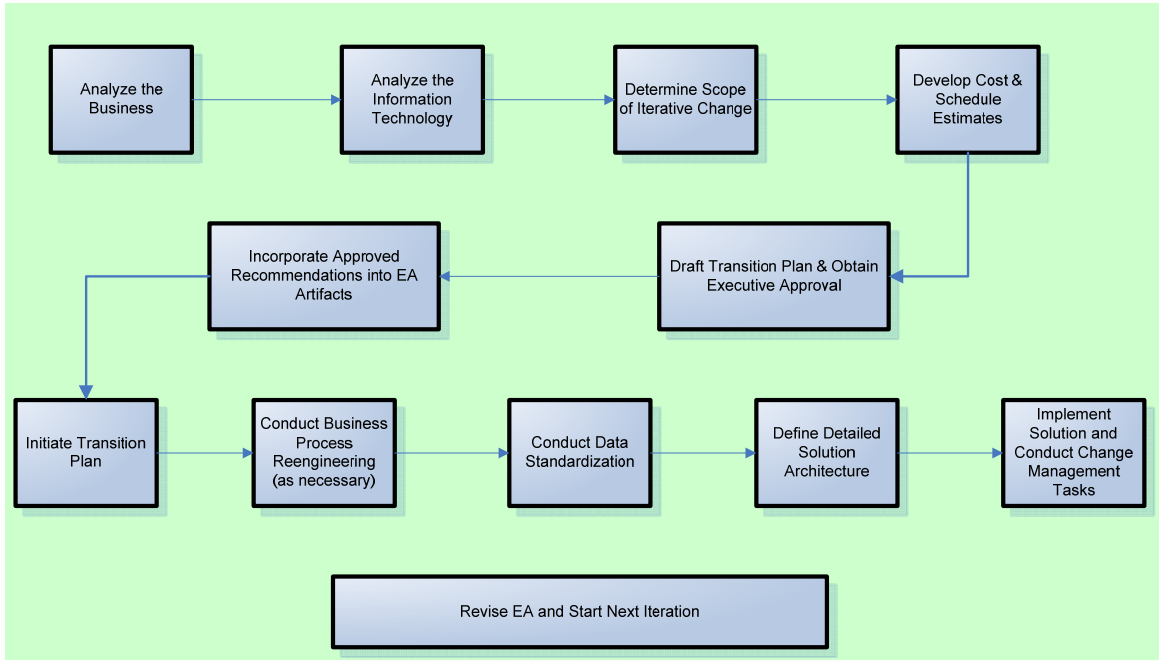 Analyze the
Business
Analyze the
Information
Technology
Determine Scope
of Iterative Change
Develop Cost &
Schedule
Estimates
Incorporate Approved
Recommendations into EA
Artifacts
Draft Transition Plan & Obtain
Executive Approval
Initiate Transition
Plan
Conduct Business
Process
Reengineering
(as necessary)
Conduct Data
Standardization
Define Detailed
Solution
Architecture
Implement
Solution and
Conduct Change
Management
Tasks
Revise EA and Start Next Iteration